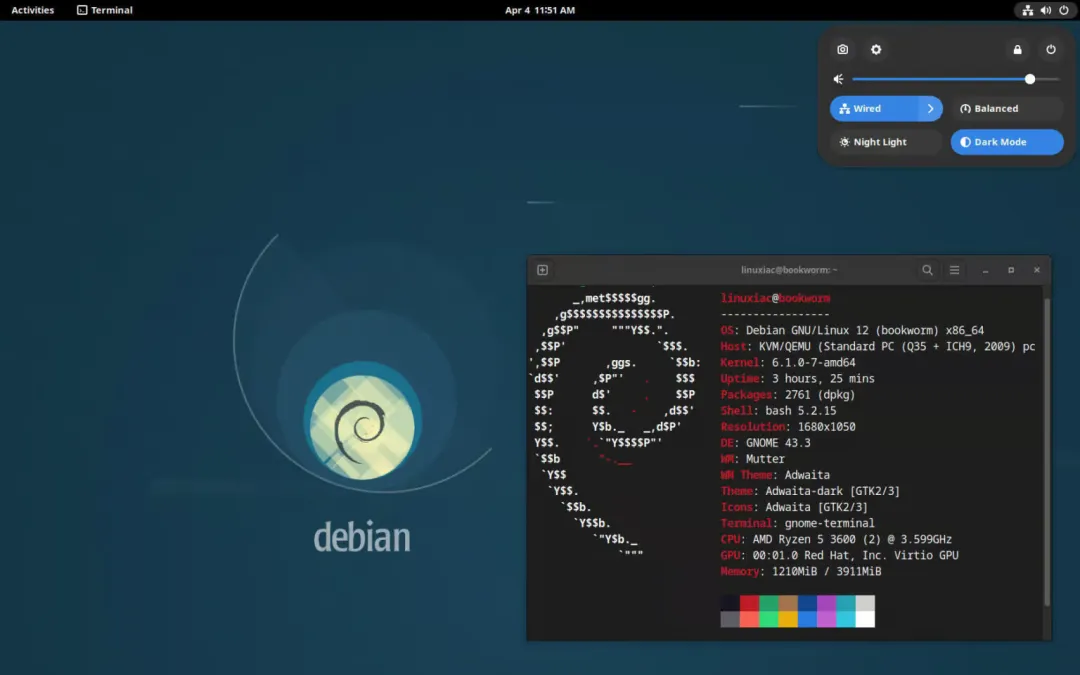 Activities Terminal Apr 4 11:51 AM
Wired Balanced
Night Light Dark Mode
debian
linuxiac@bookworm: ~
_,met$$$$$gg.
,g$$$$$$$$$$$$$$$P.
,g$$P"     """Y$$.".
,$$P'              `$$$.
',$$P       ,ggs.     `$$b:
`d$$'     ,$P"'   .    $$$
$$P      d$'     .    $$P
$$:      $$.   -    ,d$$'
$$;      Y$b._   _,d$P'
Y$$.    `.`"Y$$$$P"'
`$$b      "-.__
`Y$$
`Y$$.
`$$b.
`Y$$b.
`"Y$b._
`"""
linuxiac@bookworm
-----------------
OS: Debian GNU/Linux 12 (bookworm) x86_64
Host: KVM/QEMU (Standard PC (Q35 + ICH9, 2009) pc
Kernel: 6.1.0-7-amd64
Uptime: 3 hours, 25 mins
Packages: 2761 (dpkg)
Shell: bash 5.2.15
Resolution: 1680x1050
DE: GNOME 43.3
WM: Mutter
WM Theme: Adwaita
Theme: Adwaita-dark [GTK2/3]
Icons: Adwaita [GTK2/3]
Terminal: gnome-terminal
CPU: AMD Ryzen 5 3600 (2) @ 3.599GHz
GPU: 00:01.0 Red Hat, Inc. Virtio GPU
Memory: 1210MiB / 3911MiB